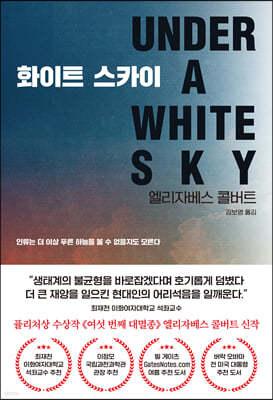 UNDER
A
WHITE
SKY
화이트 스카이
엘리자베스 콜버트
김보영 옮김
인류는 더 이상 푸른 하늘을 볼 수 없을지도 모른다
"생태계의 불균형을 바로잡겠다며 호기롭게 덤볐다
더 큰 재앙을 일으킨 현대인의 어리석음을 일깨운다."
최재천 이화여자대학교 석좌교수
퓰리처상 수상작 《여섯 번째 대멸종》 엘리자베스 콜버트 신작
최재천
이화여자대학교
석좌교수 추천
이정모
국립과천과학관
관장 추천
빌 게이츠
GatesNotes.com
여름 추천 도서
버락 오바마
전 미국 대통령
추천 도서